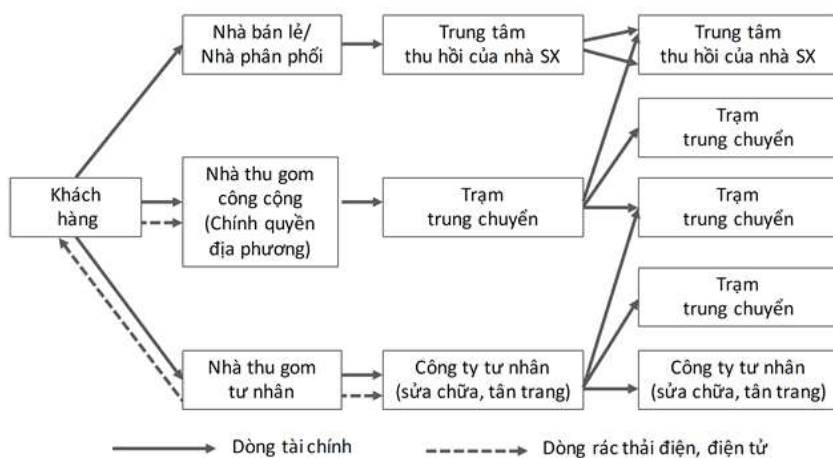 Nhà bán lẻ/
Nhà phân phối
Trung tâm
thu hồi của nhà SX
Trung tâm
thu hồi của nhà SX
Trạm
trung chuyển
Khách
hàng
Nhà thu gom
công cộng
(Chính quyền
địa phương)
Trạm
trung chuyển
Trạm
trung chuyển
Trạm
trung chuyển
Nhà thu gom
tư nhân
Công ty tư nhân
(sửa chữa, tân trang)
Công ty tư nhân
(sửa chữa, tân trang)
Dòng tài chính
Dòng rác thải điện, điện tử